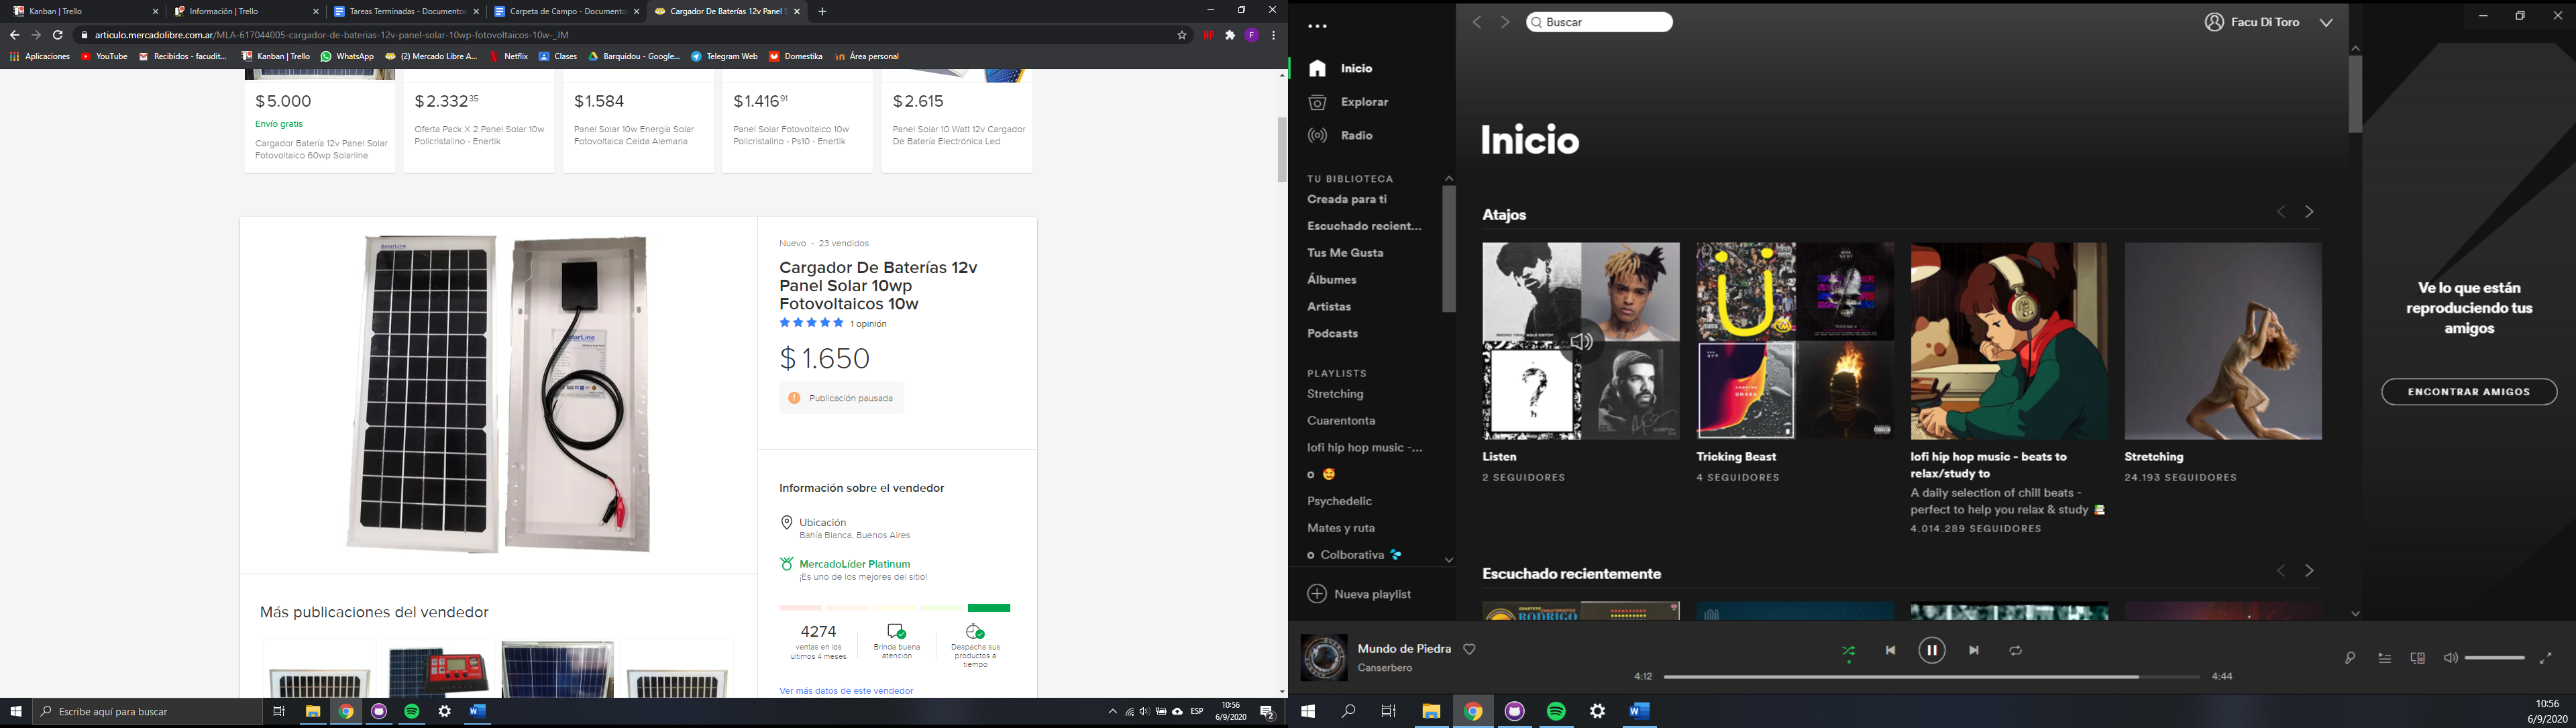 Kanban | Trello
Información | Trello
Tareas Terminadas - Documentos
Carpeta de Campo - Documento
Cargador De Baterías 12v Panel S
articulo.mercadolibre.com.ar/MLA-617044005-cargador-de-baterias-12v-panel-solar-10wp-fotovoltaicos-10w-_JM
Aplicaciones
YouTube
Recibidos - facudit...
Kanban | Trello
WhatsApp
(2) Mercado Libre A...
Netflix
Clases
Barquidou - Google...
Telegram Web
Domestika
Área personal
$ 5.000
Envío gratis
Cargador Batería 12v Panel Solar
Fotovoltaico 60wp Solarline
$ 2.332 35
Oferta Pack X 2 Panel Solar 10w
Policristalino - Enertik
$ 1.584
Panel Solar 10w Energía Solar
Fotovoltaica Celda Alemana
$ 1.416 91
Panel Solar Fotovoltaico 10w
Policristalino - Ps10 - Enertik
$ 2.615
Panel Solar 10 Watt 12v Cargador
De Batería Electrónica Led
SolarLine
Nuevo - 23 vendidos
Cargador De Baterías 12v
Panel Solar 10wp
Fotovoltaicos 10w
1 opinión
$ 1.650
Publicación pausada
Información sobre el vendedor
Ubicación
Bahía Blanca, Buenos Aires
MercadoLíder Platinum
¡Es uno de los mejores del sitio!
4274
ventas en los
últimos 4 meses
Brinda buena
atención
Despacha sus
productos a
tiempo
Ver más datos de este vendedor
Más publicaciones del vendedor
Escribe aquí para buscar
ESP
10:56
6/9/2020
2
Buscar
Facu Di Toro
Inicio
Explorar
Radio
TU BIBLIOTECA
Creada para ti
Escuchado recient...
Tus Me Gusta
Álbumes
Artistas
Podcasts
PLAYLISTS
Stretching
Cuarentonta
lofi hip hop music -...
Psychedelic
Mates y ruta
Colborativa
Nueva playlist
Inicio
Atajos
Listen
2 SEGUIDORES
Tricking Beast
4 SEGUIDORES
lofi hip hop music - beats to
relax/study to
A daily selection of chill beats -
perfect to help you relax & study
4.014.289 SEGUIDORES
Stretching
24.193 SEGUIDORES
Escuchado recientemente
RODRIGO
Ve lo que están
reproduciendo tus
amigos
ENCONTRAR AMIGOS
Mundo de Piedra
Canserbero
4:12
4:44
10:56
6/9/2020